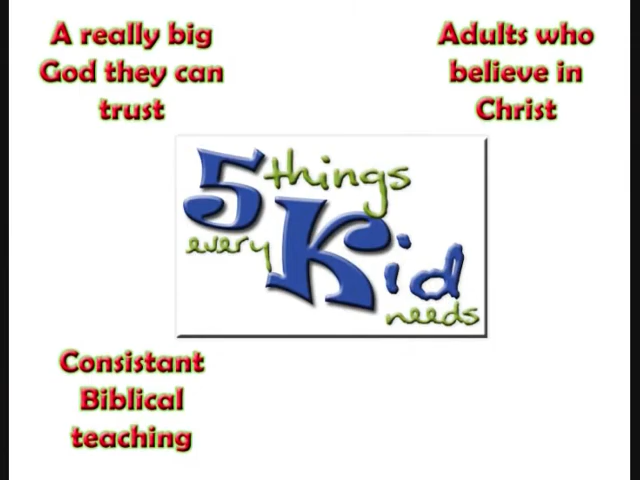 A really big
God they can
trust
Adults who
believe in
Christ
5 things
every Kid
needs
Consistant
Biblical
teaching